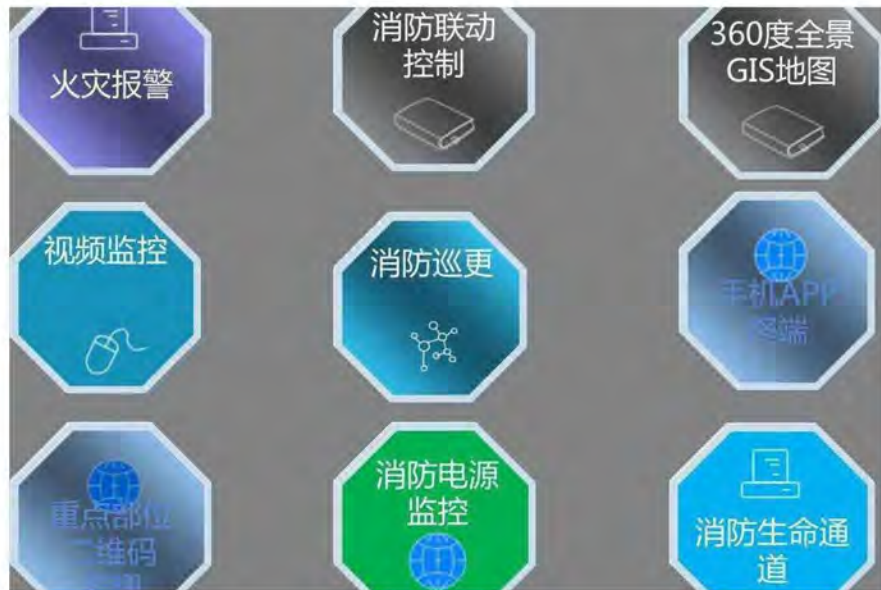 火灾报警
消防联动
控制
360度全景
GIS地图
视频监控
消防巡更
手机APP
终端
重点部位
二维码
消防电源
监控
消防生命通
道